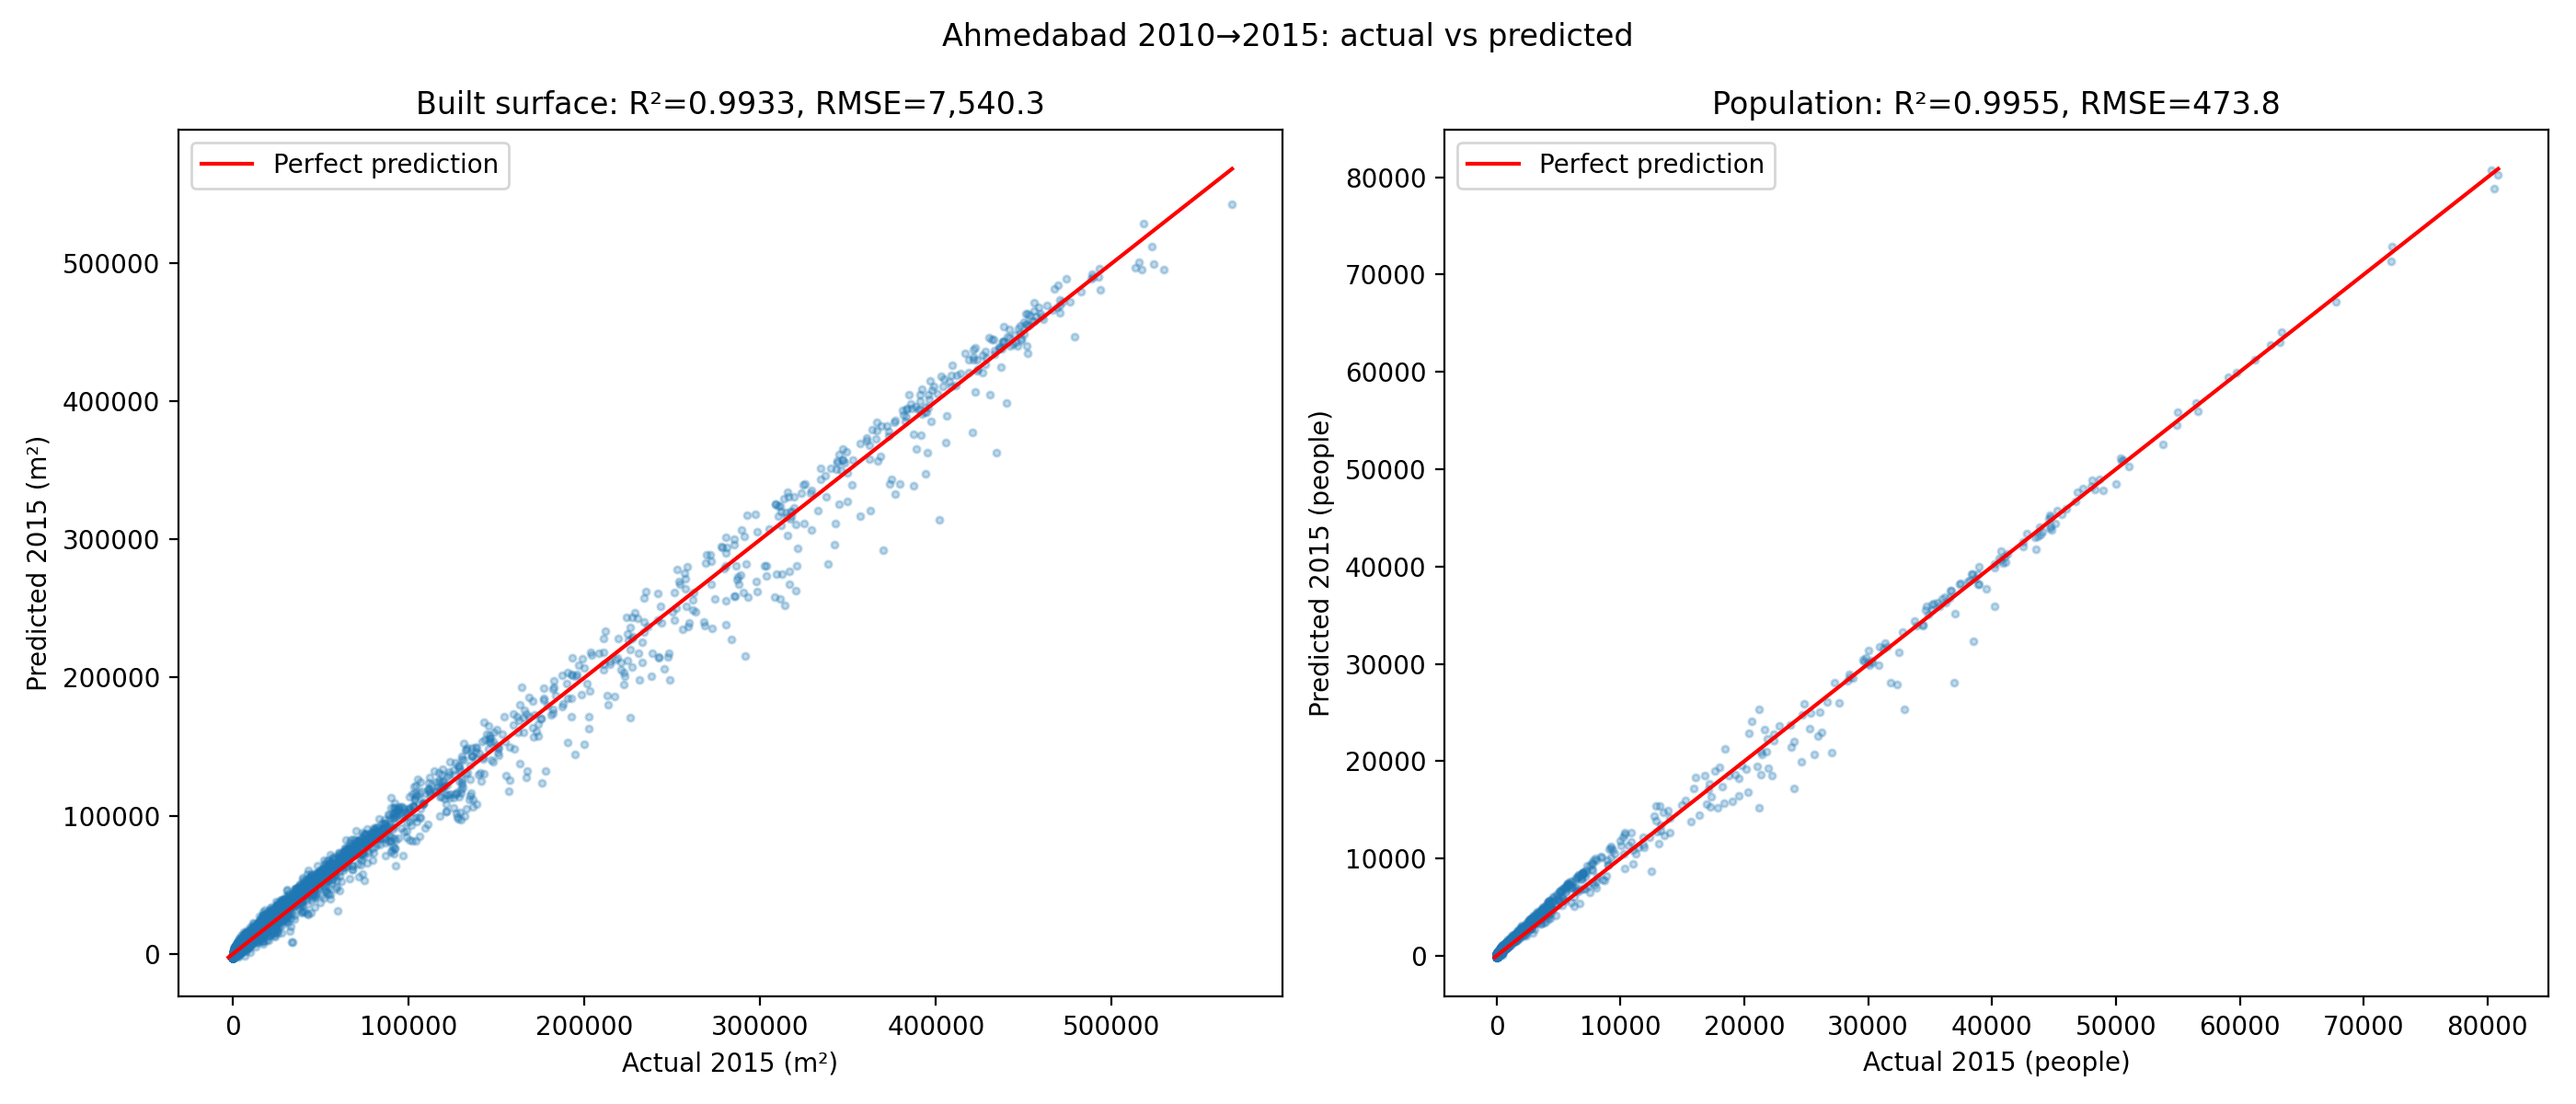 Ahmedabad 2010→2015: actual vs predicted
Built surface: R²=0.9933, RMSE=7,540.3
Perfect prediction
Predicted 2015 (m²)
500000
400000
300000
200000
100000
0
0 100000 200000 300000 400000 500000
Actual 2015 (m²)
Population: R²=0.9955, RMSE=473.8
Perfect prediction
Predicted 2015 (people)
80000
70000
60000
50000
40000
30000
20000
10000
0
0 10000 20000 30000 40000 50000 60000 70000 80000
Actual 2015 (people)